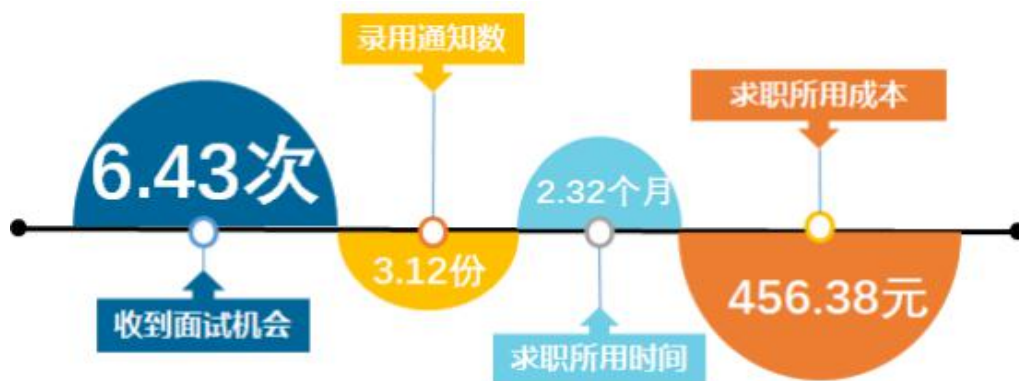 录用通知数
求职所用成本
6.43次
2.32个月
3.12份
456.38元
收到面试机会
求职所用时间